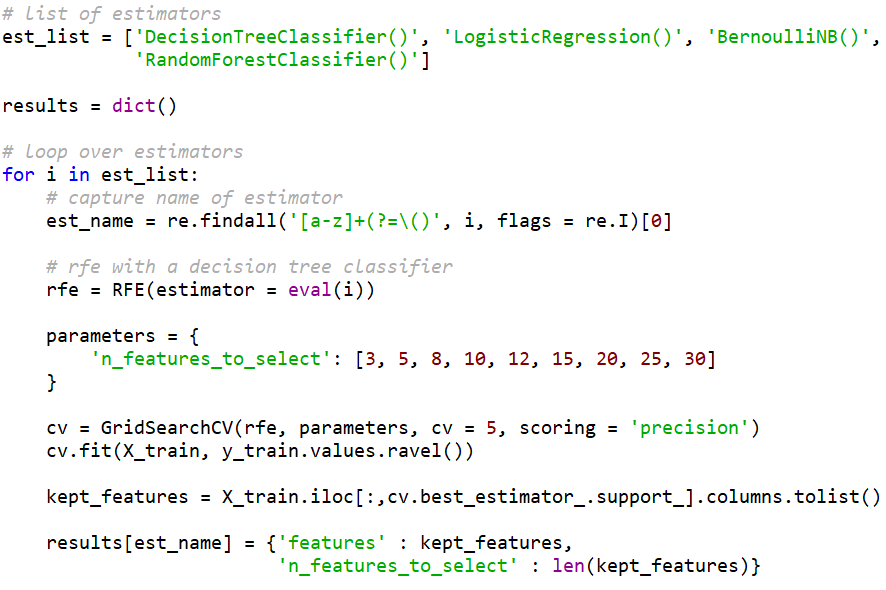 # list of estimators
est_list = ['DecisionTreeClassifier()', 'LogisticRegression()', 'BernoulliNB()',
            'RandomForestClassifier()']

results = dict()

# loop over estimators
for i in est_list:
    # capture name of estimator
    est_name = re.findall('[a-z]+(?=\()', i, flags = re.I)[0]

    # rfe with a decision tree classifier
    rfe = RFE(estimator = eval(i))

    parameters = {
        'n_features_to_select': [3, 5, 8, 10, 12, 15, 20, 25, 30]
    }

    cv = GridSearchCV(rfe, parameters, cv = 5, scoring = 'precision')
    cv.fit(X_train, y_train.values.ravel())

    kept_features = X_train.iloc[:,cv.best_estimator_.support_].columns.tolist()

    results[est_name] = {'features' : kept_features,
                         'n_features_to_select' : len(kept_features)}